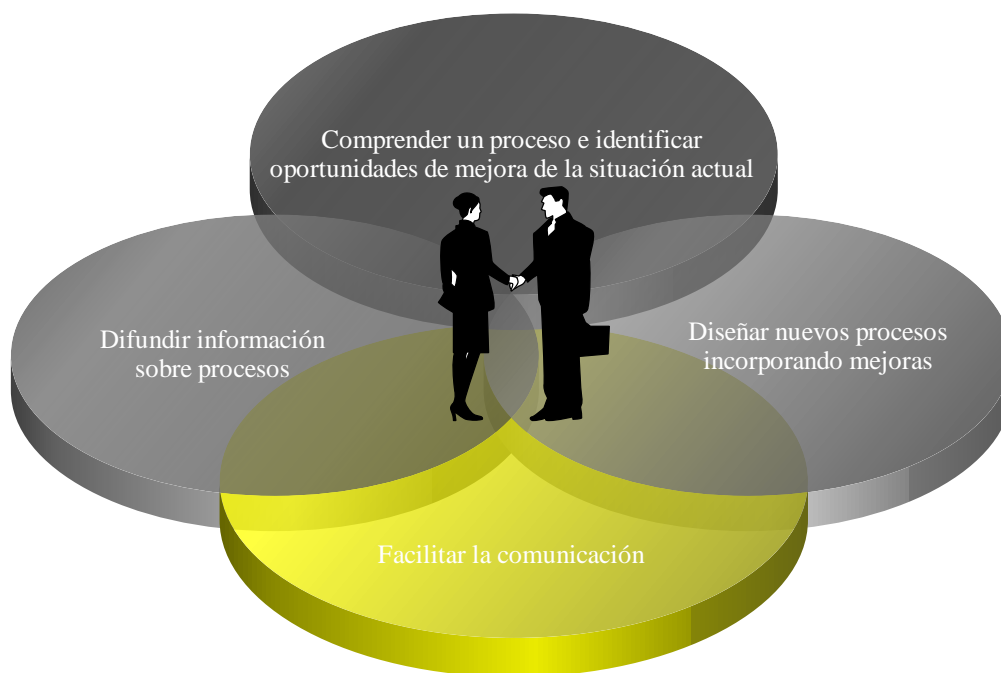 Comprender un proceso e identificar
oportunidades de mejora de la situación actual
Difundir información
sobre procesos
Diseñar nuevos procesos
incorporando mejoras
Facilitar la comunicación